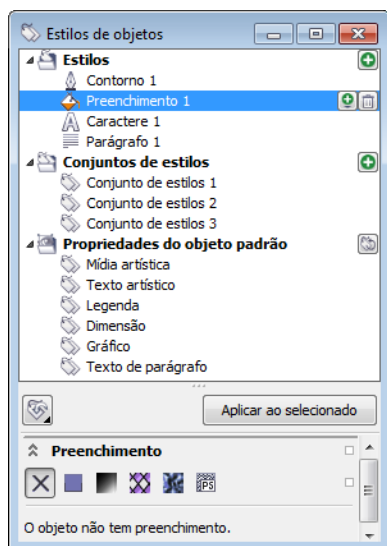 Estilos de objetos
Estilos
Contorno 1
Preenchimento 1
Caractere 1
Parágrafo 1
Conjuntos de estilos
Conjunto de estilos 1
Conjunto de estilos 2
Conjunto de estilos 3
Propriedades do objeto padrão
Mídia artística
Texto artístico
Legenda
Dimensão
Gráfico
Texto de parágrafo
Aplicar ao selecionado
Preenchimento
PS
O objeto não tem preenchimento.